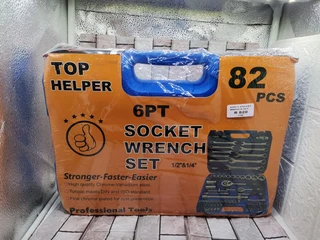 TOP
HELPER
82
PCS
6PT
SOCKET
WRENCH
SET
1/2"&1/4"
Stronger-Faster-Easier
Professional Tools